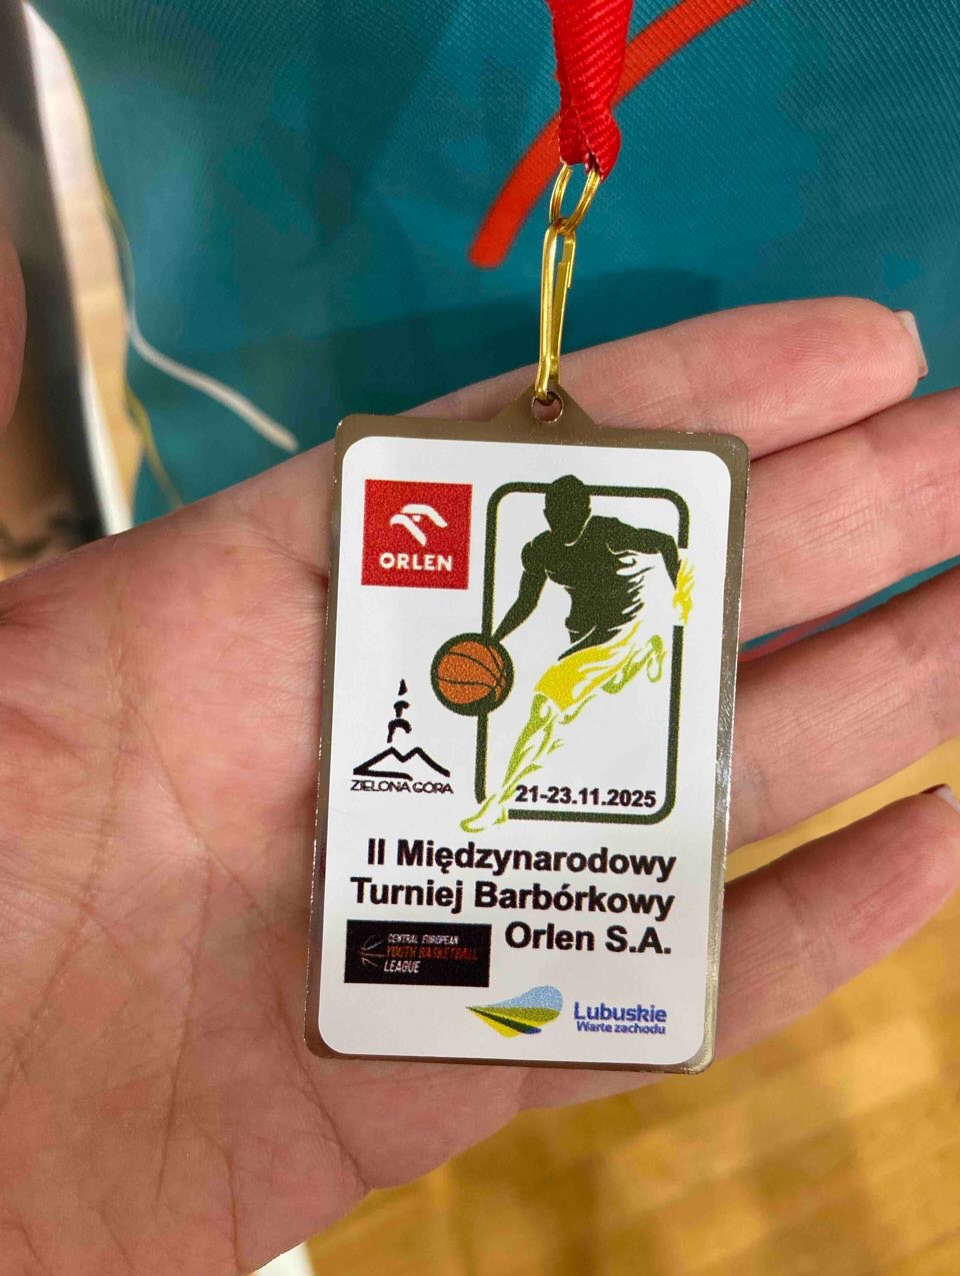 ORLEN
ZIELONA GÓRA
21-23.11.2025
II Międzynarodowy
Turniej Barbórkowy
Orlen S.A.
CENTRAL EUROPEAN
YOUTH BASKETBALL
LEAGUE
Lubuskie
Warte zachodu